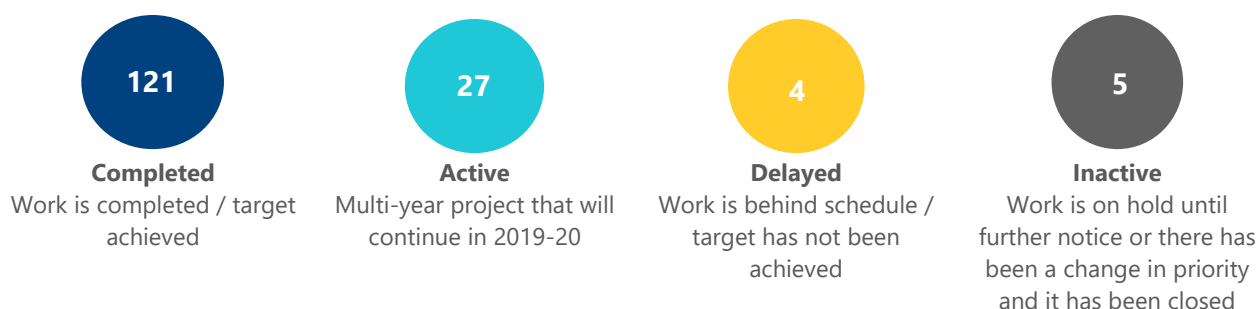 121
Completed
Work is completed / target
achieved
27
Active
Multi-year project that will
continue in 2019-20
4
Delayed
Work is behind schedule /
target has not been
achieved
5
Inactive
Work is on hold until
further notice or there has
been a change in priority
and it has been closed